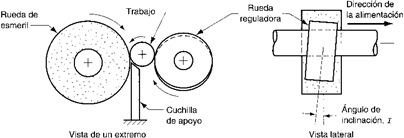 Rueda de
esmeril
Trabajo
Rueda
reguladora
Dirección de
la alimentación
Cuchilla
de apoyo
Ángulo de
inclinación, I
Vista de un extremo
Vista lateral